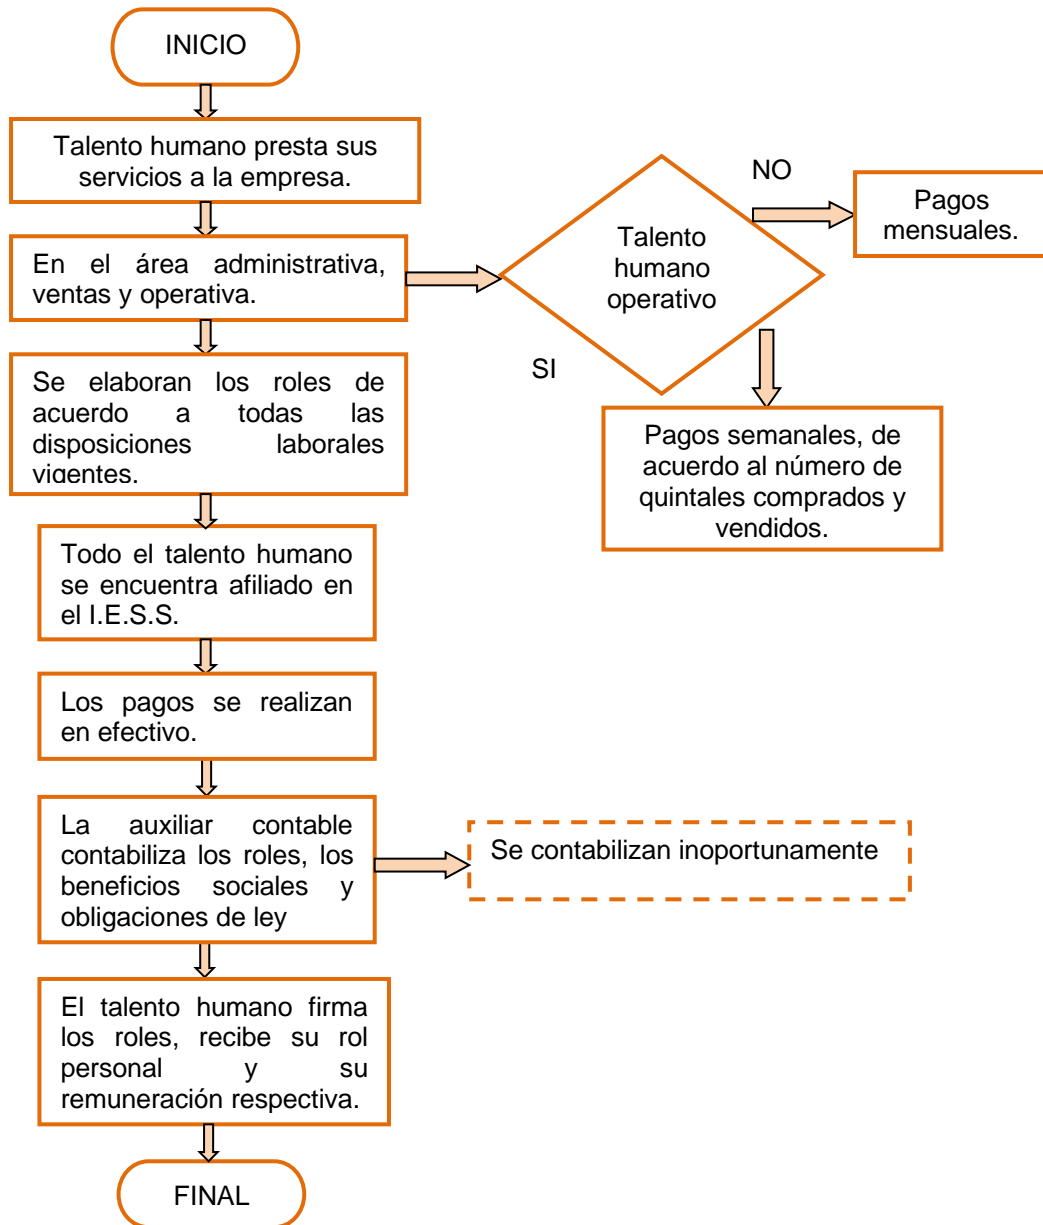 INICIO
Talento humano presta sus
servicios a la empresa.
En el área administrativa,
ventas y operativa.
Talento
humano
operativo
NO
Pagos
mensuales.
SI
Pagos semanales, de
acuerdo al número de
quintales comprados y
vendidos.
Se elaboran los roles de
acuerdo a todas las
disposiciones laborales
vigentes.
Todo el talento humano
se encuentra afiliado en
el I.E.S.S.
Los pagos se realizan
en efectivo.
La auxiliar contable
contabiliza los roles, los
beneficios sociales y
obligaciones de ley
Se contabilizan inoportunamente
El talento humano firma
los roles, recibe su rol
personal y su
remuneración respectiva.
FINAL